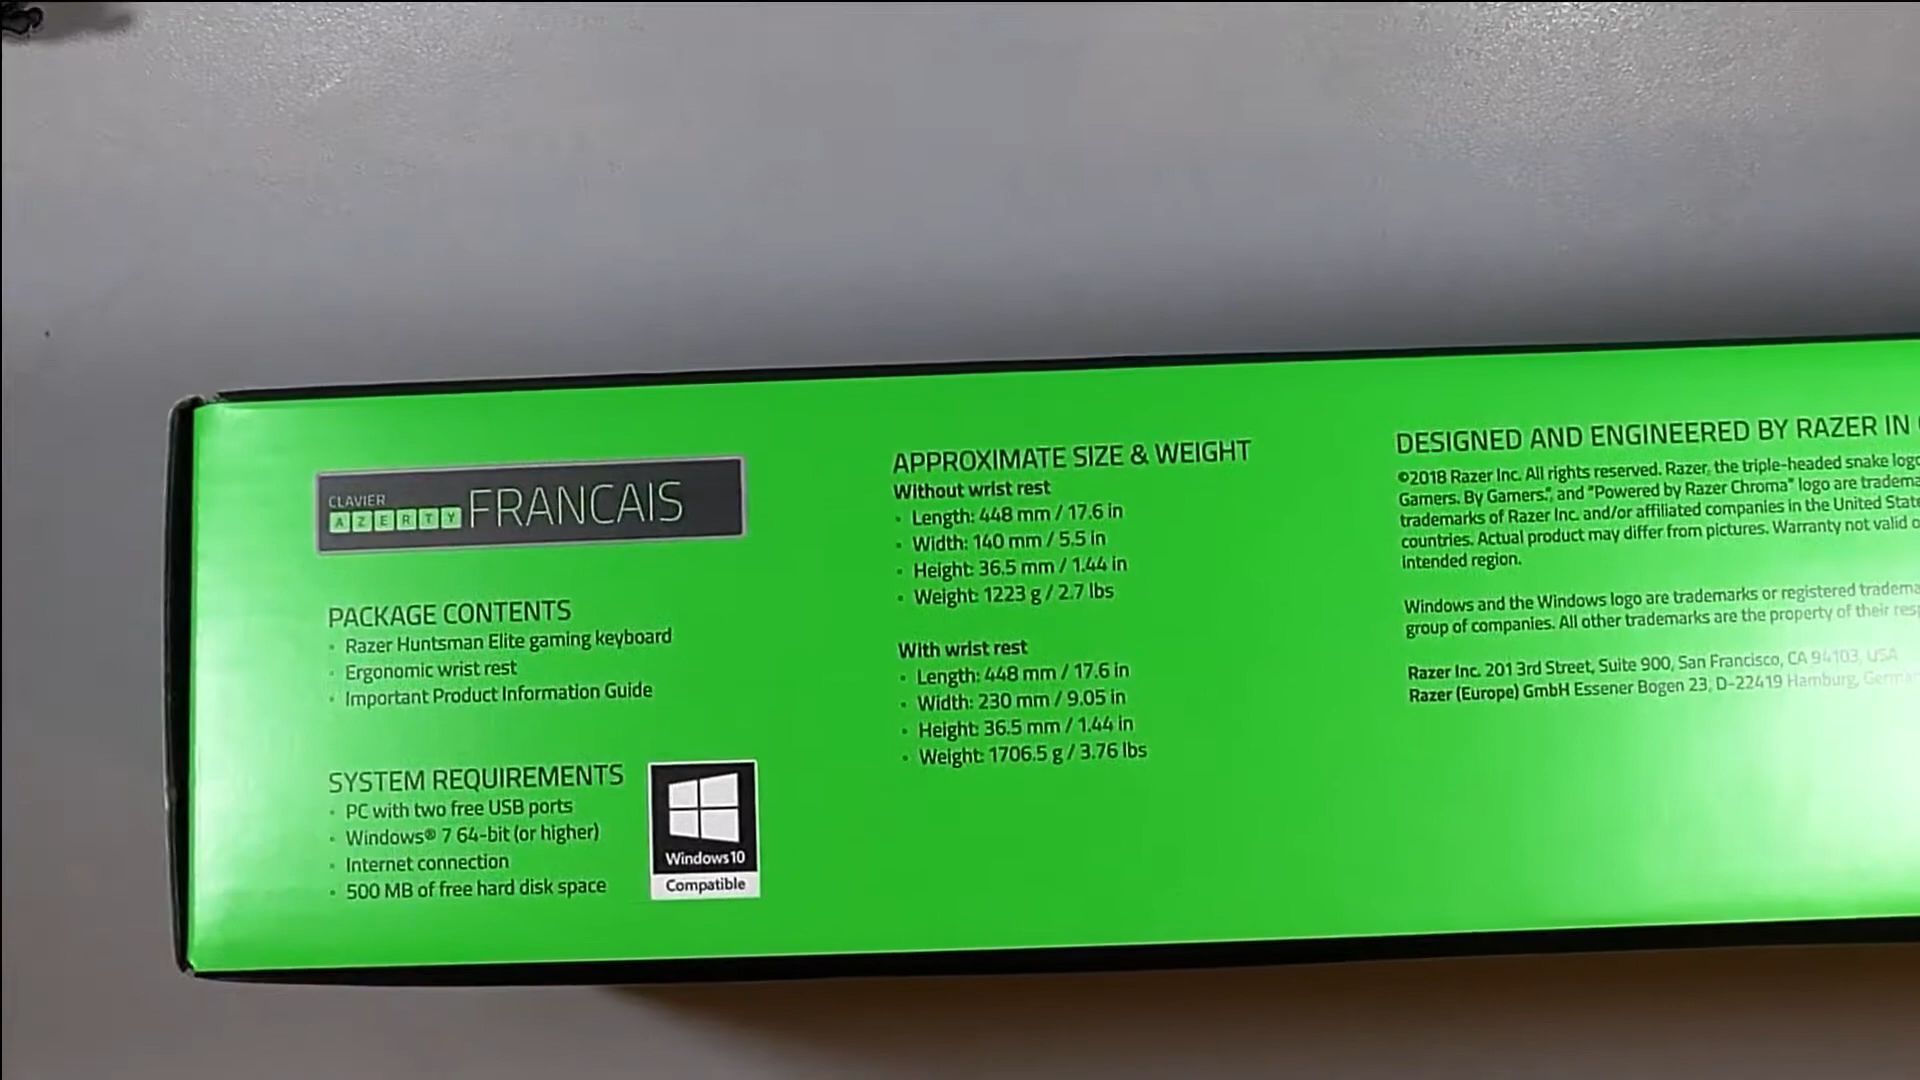 CLAVIER
AZERTY FRANCAIS
PACKAGE CONTENTS
· Razer Huntsman Elite gaming keyboard
· Ergonomic wrist rest
· Important Product Information Guide
SYSTEM REQUIREMENTS
· PC with two free USB ports
· Windows® 7 64-bit (or higher)
· Internet connection
· 500 MB of free hard disk space
Windows 10
Compatible
APPROXIMATE SIZE & WEIGHT
Without wrist rest
· Length: 448 mm / 17.6 in
· Width: 140 mm / 5.5 in
· Height: 36.5 mm / 1.44 in
· Weight: 1223 g / 2.7 lbs
With wrist rest
· Length: 448 mm / 17.6 in
· Width: 230 mm / 9.05 in
· Height: 36.5 mm / 1.44 in
· Weight: 1706.5 g / 3.76 lbs
DESIGNED AND ENGINEERED BY RAZER IN
©2018 Razer Inc. All rights reserved. Razer, the triple-headed snake logo
Gamers. By Gamers.", and "Powered by Razer Chroma" logo are
trademarks of Razer Inc. and/or affiliated companies in the United
countries. Actual product may differ from pictures. Warranty not valid
intended region.
Windows and the Windows logo are trademarks or registered
group of companies. All other trademarks are the property of their
Razer Inc. 201 3rd Street, Suite 900, San Francisco, CA 94103, USA
Razer (Europe) GmbH Essener Bogen 23, D-22419 Hamburg,